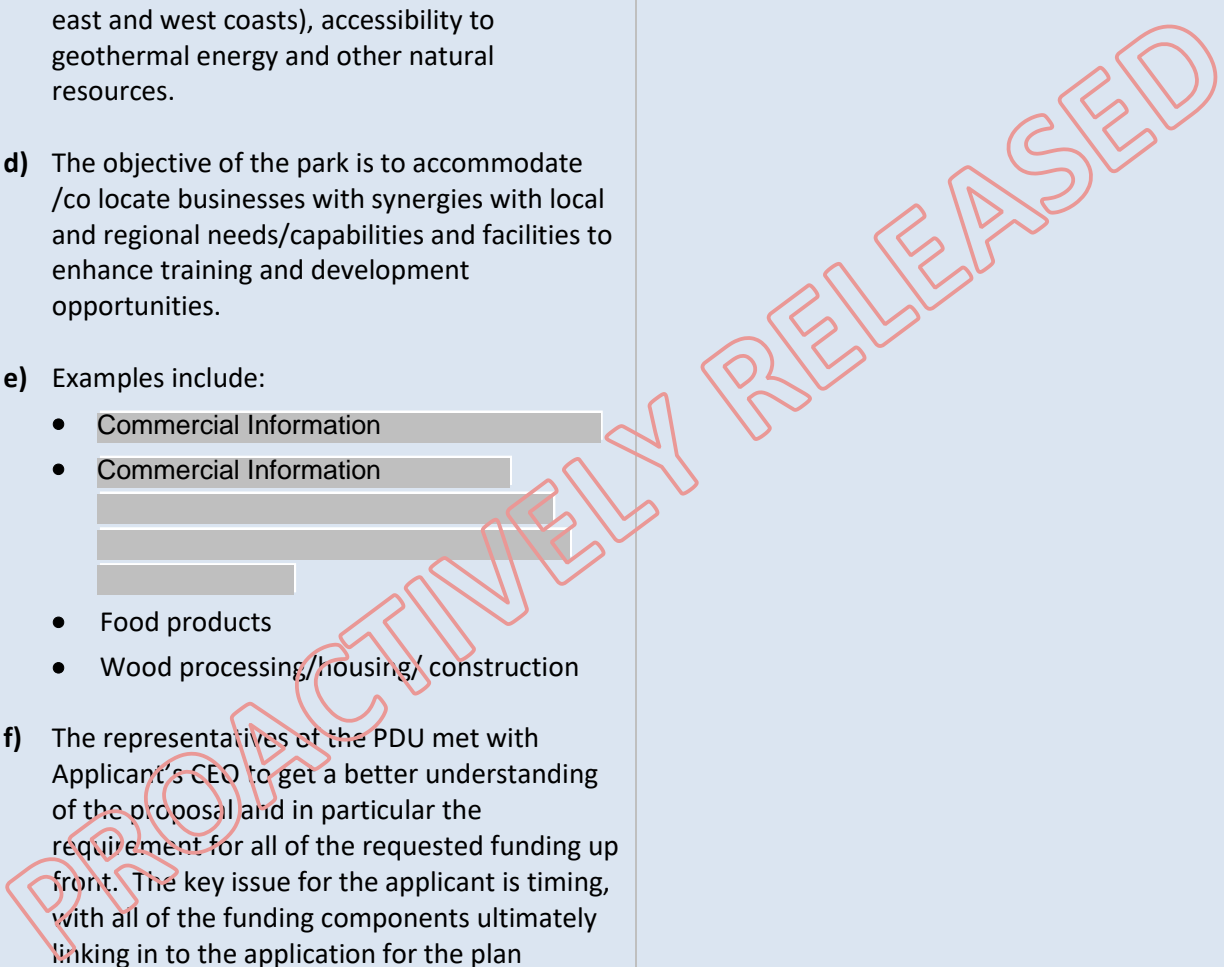 east and west coasts), accessibility to
geothermal energy and other natural
resources.
d) The objective of the park is to accommodate
/co locate businesses with synergies with local
and regional needs/capabilities and facilities to
enhance training and development
opportunities.
e) Examples include:
• Commercial Information
• Commercial Information
• Food products
• Wood processing/housing/ construction
f) The representatives of the PDU met with
Applicant's CEO to get a better understanding
of the proposal and in particular the
requirement for all of the requested funding up
front. The key issue for the applicant is timing,
with all of the funding components ultimately
linking in to the application for the plan
PROACTIVELY RELEASED